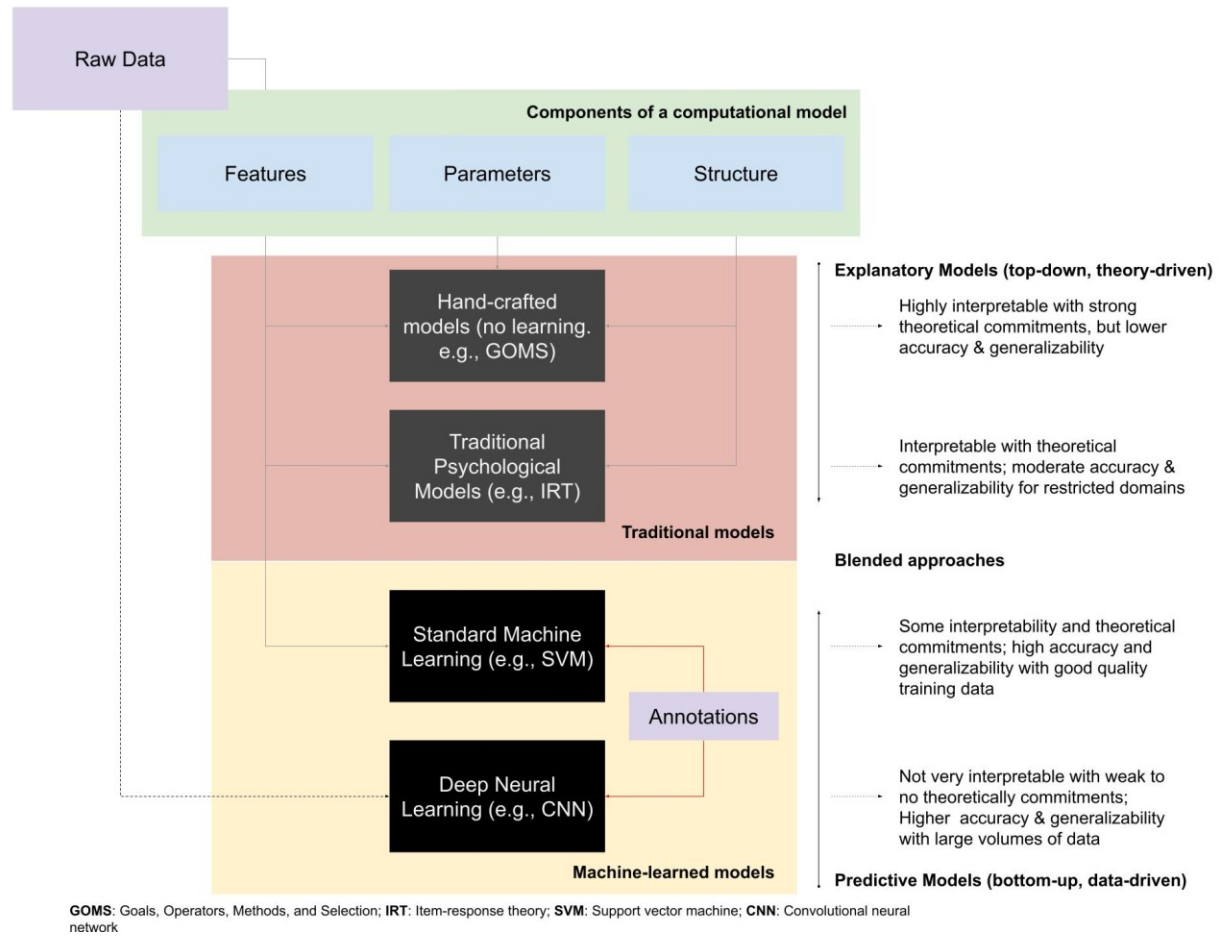 Raw Data
Components of a computational model
Features
Parameters
Structure
Hand-crafted
models (no learning.
e.g., GOMS)
Explanatory Models (top-down, theory-driven)
Highly interpretable with strong
theoretical commitments, but lower
accuracy & generalizability
Traditional
Psychological
Models (e.g., IRT)
Interpretable with theoretical
commitments; moderate accuracy &
generalizability for restricted domains
Traditional models
Blended approaches
Standard Machine
Learning (e.g., SVM)
Some interpretability and theoretical
commitments; high accuracy and
generalizability with good quality
training data
Annotations
Deep Neural
Learning (e.g., CNN)
Not very interpretable with weak to
no theoretically commitments;
Higher accuracy & generalizability
with large volumes of data
Machine-learned models
Predictive Models (bottom-up, data-driven)
GOMS: Goals, Operators, Methods, and Selection; IRT: Item-response theory; SVM: Support vector machine; CNN: Convolutional neural
network